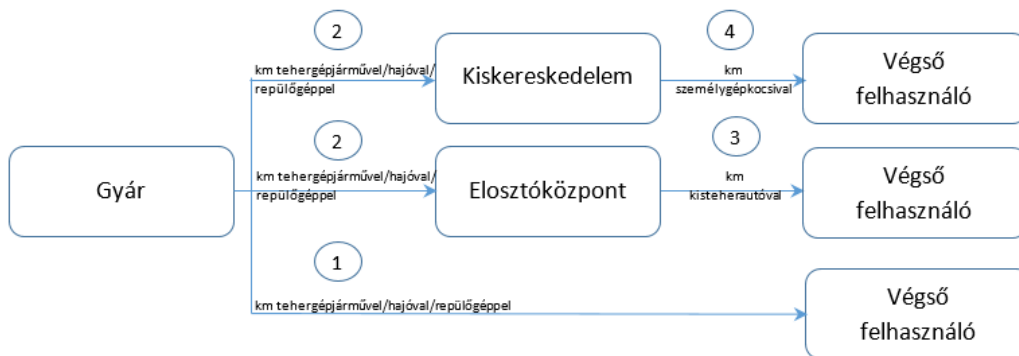 2
km tehergépjárművel/hajóval/
repülőgéppel
Kiskereskedelem
4
km
személygépkocsival
Végső
felhasználó
Gyár
2
km tehergépjárművel/hajóval/
repülőgéppel
Elosztóközpont
3
km
kisteherautóval
Végső
felhasználó
1
km tehergépjárművel/hajóval/repülőgéppel
Végső
felhasználó